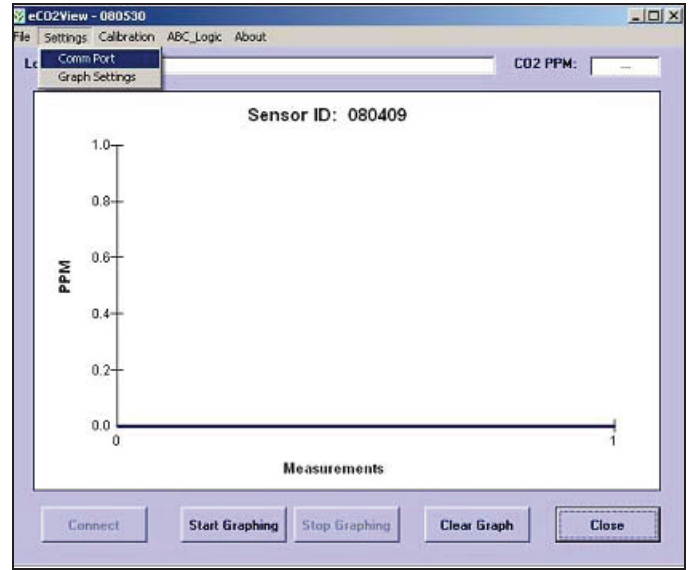 eCO2View - 080530
File Settings Calibration ABC_Logic About
Comm Port
CO2 PPM: ...
Graph Settings
Sensor ID: 080409
1.0
0.8
0.6
PPM
0.4
0.2
0.0
0 1
Measurements
Connect Start Graphing Stop Graphing Clear Graph Close